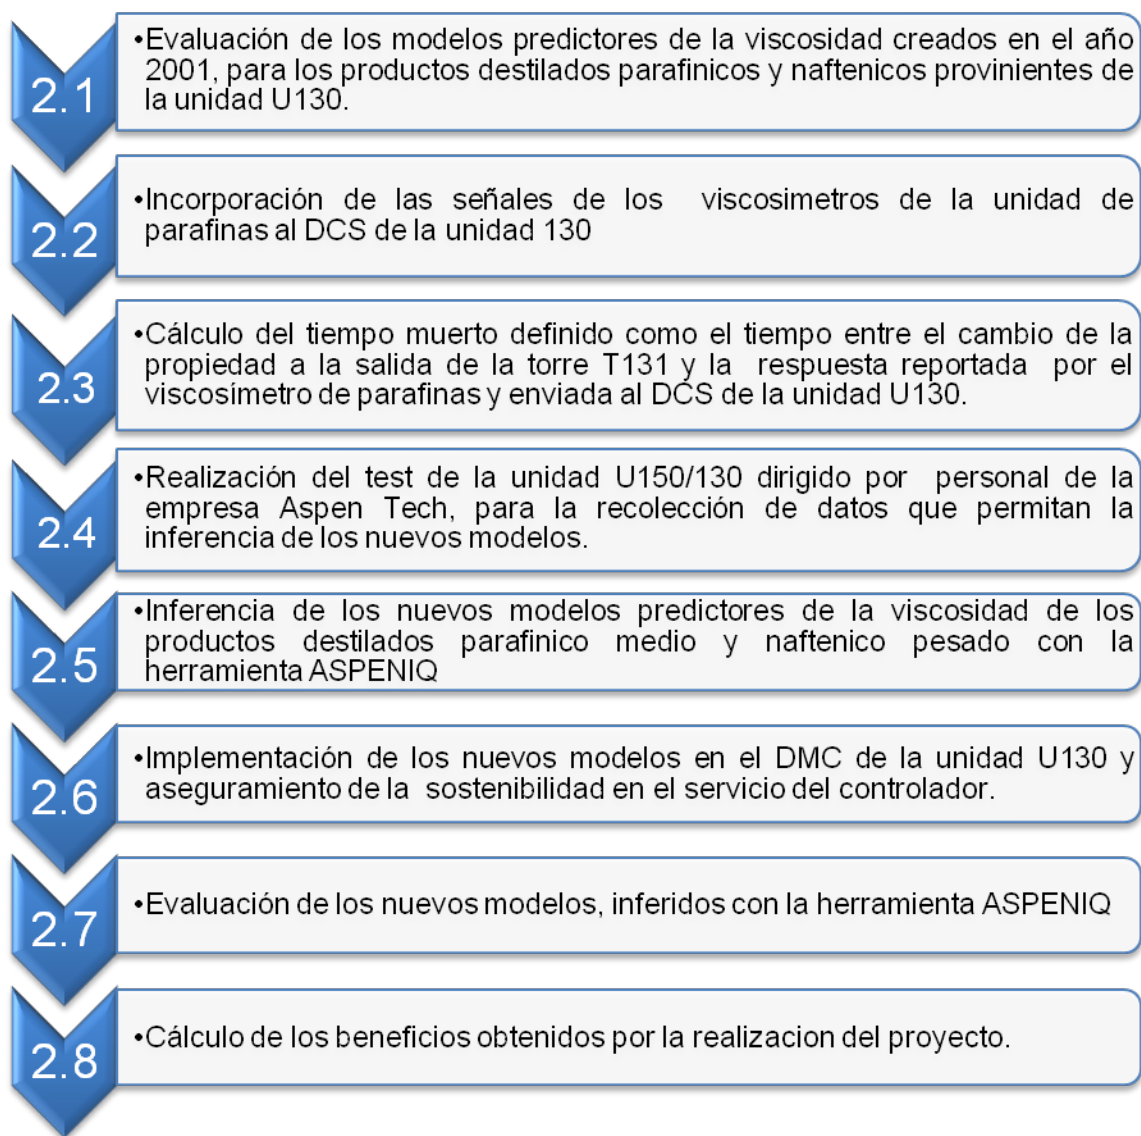 2.1
•Evaluación de los modelos predictores de la viscosidad creados en el año
2001, para los productos destilados parafinicos y naftenicos provinientes de
la unidad U130.
2.2
•Incorporación de las señales de los viscosimetros de la unidad de
parafinas al DCS de la unidad 130
2.3
•Cálculo del tiempo muerto definido como el tiempo entre el cambio de la
propiedad a la salida de la torre T131 y la respuesta reportada por el
viscosímetro de parafinas y enviada al DCS de la unidad U130.
2.4
•Realización del test de la unidad U150/130 dirigido por personal de la
empresa Aspen Tech, para la recolección de datos que permitan la
inferencia de los nuevos modelos.
2.5
•Inferencia de los nuevos modelos predictores de la viscosidad de los
productos destilados parafinico medio y naftenico pesado con la
herramienta ASPENIQ
2.6
•Implementación de los nuevos modelos en el DMC de la unidad U130 y
aseguramiento de la sostenibilidad en el servicio del controlador.
2.7
•Evaluación de los nuevos modelos, inferidos con la herramienta ASPENIQ
2.8
•Cálculo de los beneficios obtenidos por la realizacion del proyecto.